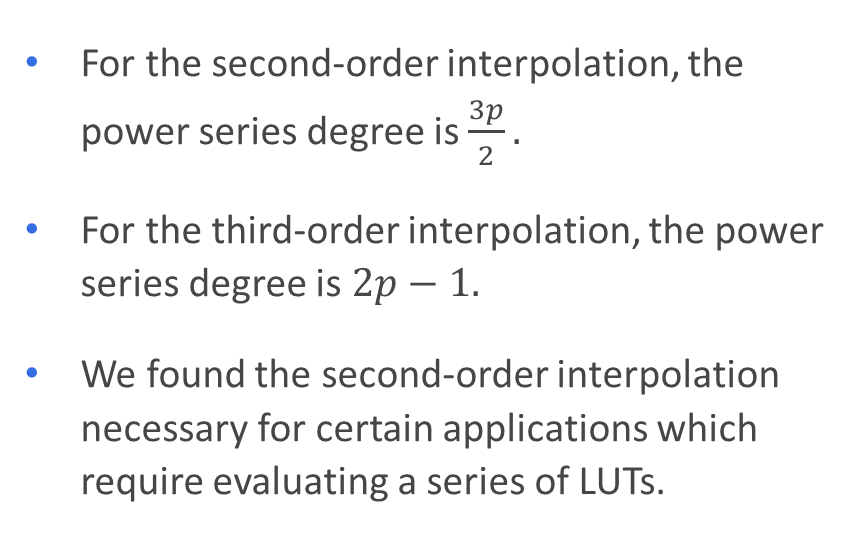 • For the second-order interpolation, the
power series degree is 3p/2.
• For the third-order interpolation, the power
series degree is 2p − 1.
• We found the second-order interpolation
necessary for certain applications which
require evaluating a series of LUTs.